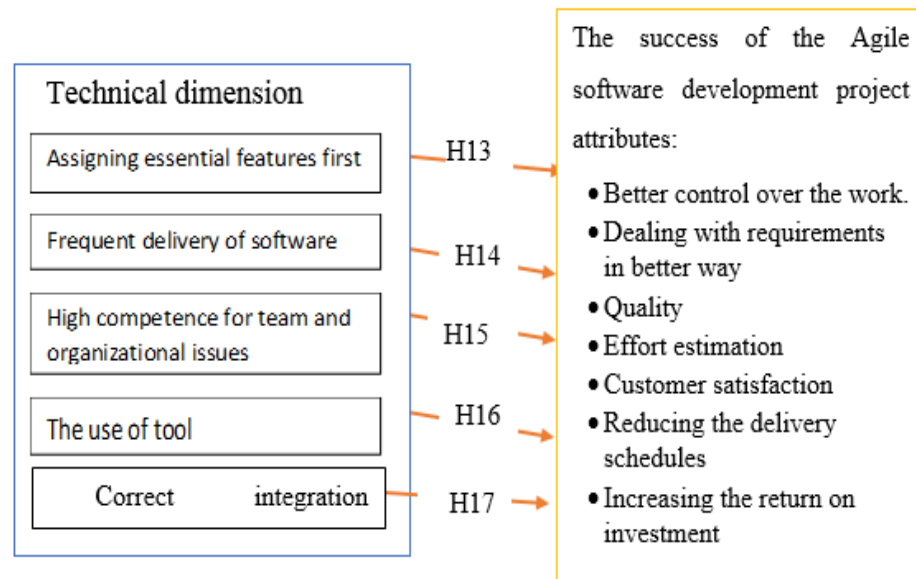 Technical dimension
Assigning essential features first
Frequent delivery of software
High competence for team and
organizational issues
The use of tool
Correct integration
H13
H14
H15
H16
H17
The success of the Agile
software development project
attributes:
• Better control over the work.
• Dealing with requirements
in better way
• Quality
• Effort estimation
• Customer satisfaction
• Reducing the delivery
schedules
• Increasing the return on
investment